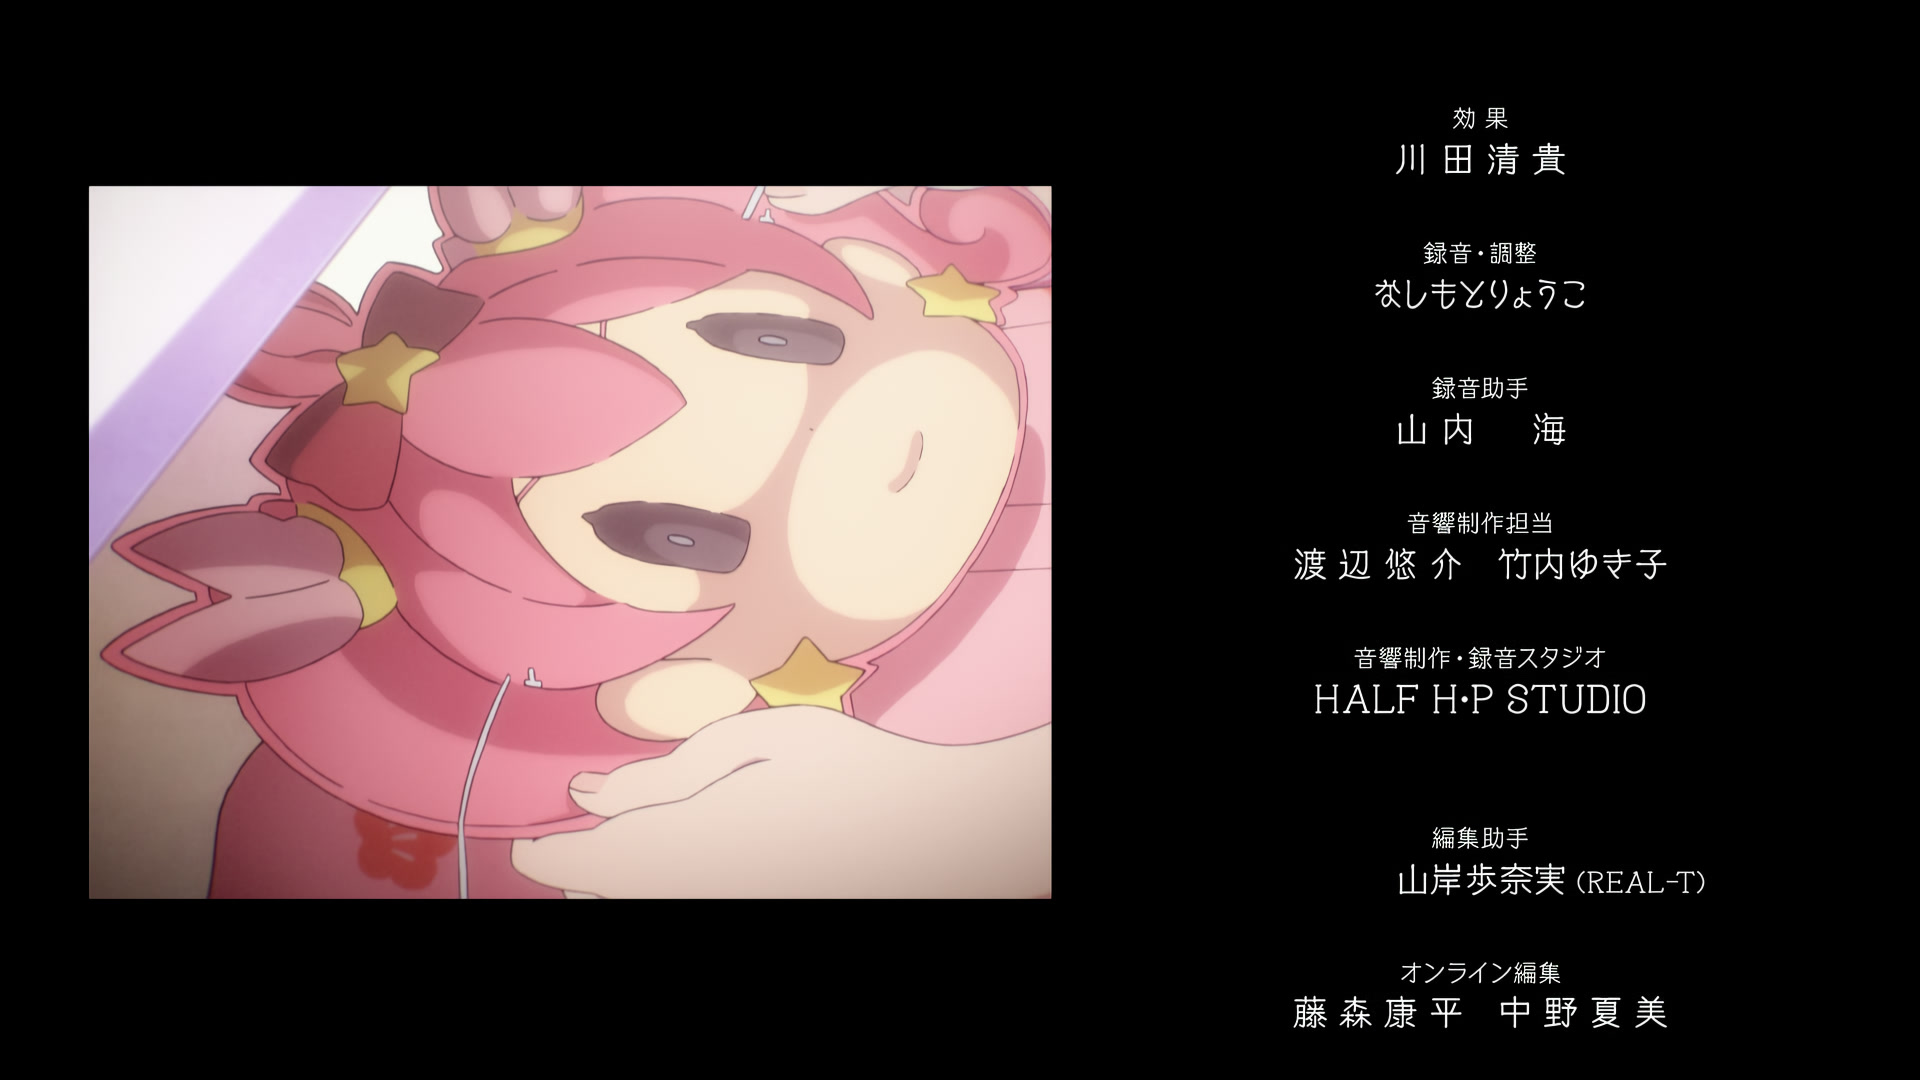 効果
川田清貴
録音・調整
なしもとりょうこ
録音助手
山内 海
音響制作担当
渡辺悠介 竹内ゆき子
音響制作・録音スタジオ
HALF H・P STUDIO
編集助手
山岸歩奈実 (REAL-T)
オンライン編集
藤森康平 中野夏美